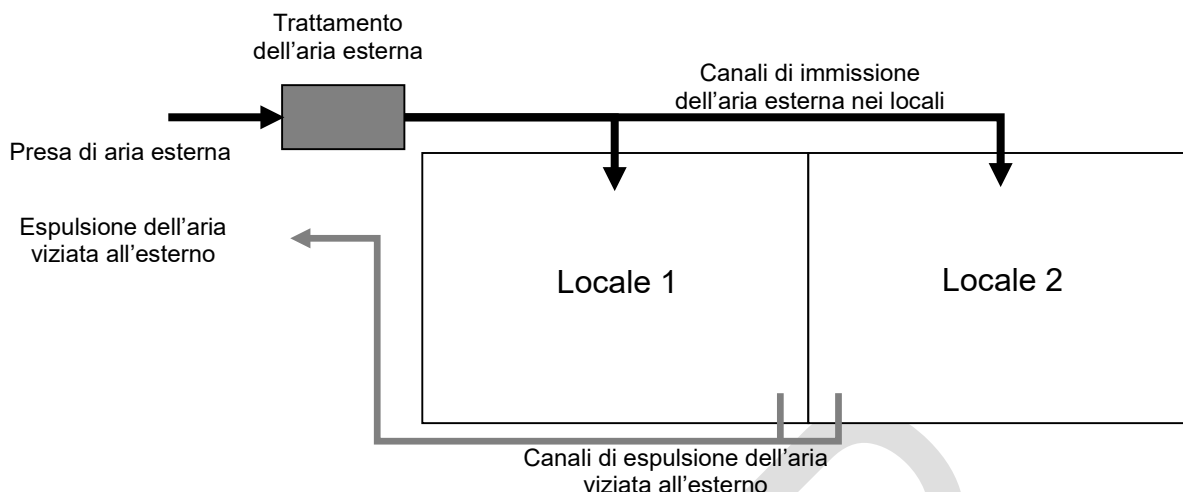 Trattamento
dell’aria esterna
Canali di immissione
dell’aria esterna nei locali
Presa di aria esterna
Espulsione dell’aria
viziata all’esterno
Locale 1
Locale 2
Canali di espulsione dell’aria
viziata all’esterno